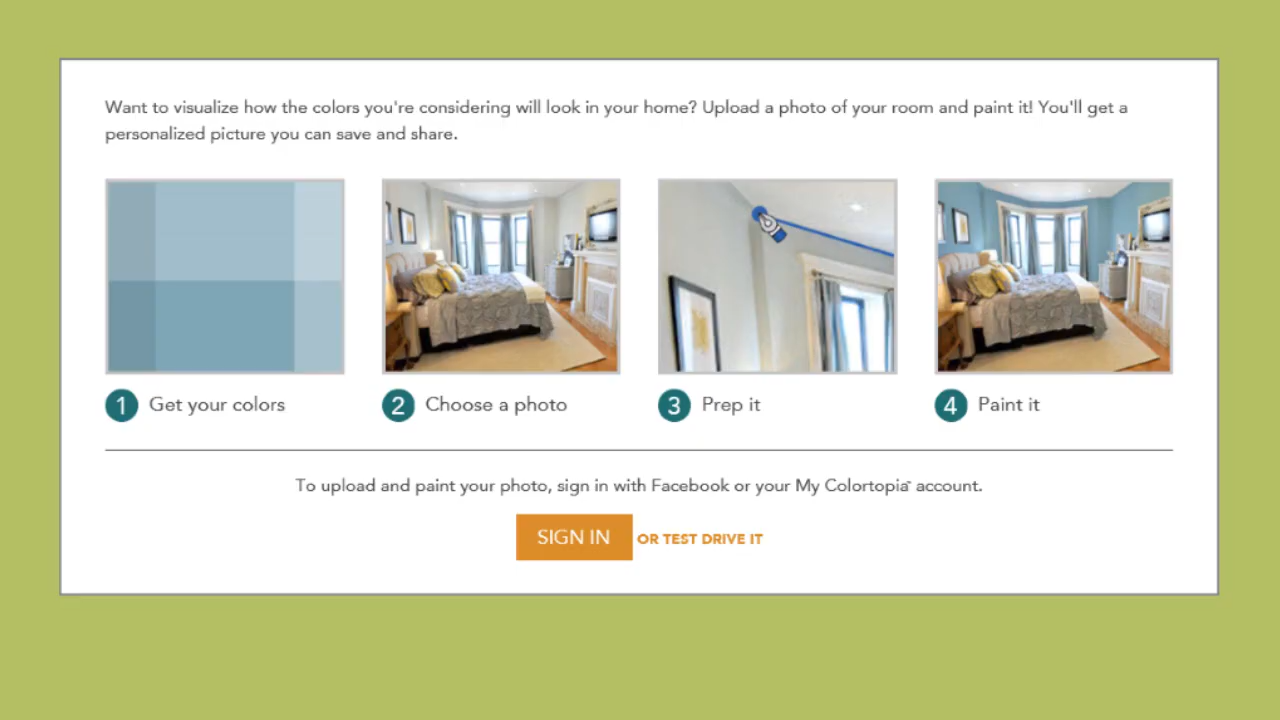 Want to visualize how the colors you're considering will look in your home? Upload a photo of your room and paint it! You'll get a
personalized picture you can save and share.
1 Get your colors
2 Choose a photo
3 Prep it
4 Paint it
To upload and paint your photo, sign in with Facebook or your My Colortopia™ account.
SIGN IN OR TEST DRIVE IT